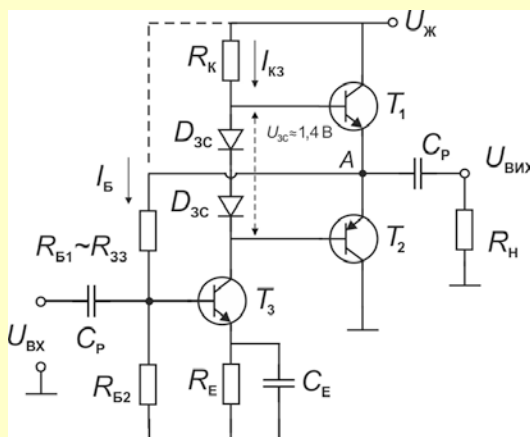 U_Ж
R_К
I_КЗ
T_1
D_ЗС
U_ЗС≈1,4 В
A
C_Р
U_ВИХ
I_Б
D_ЗС
T_2
R_Н
R_Б1~R_ЗЗ
T_3
U_ВХ
C_Р
R_Б2
R_Е
C_Е